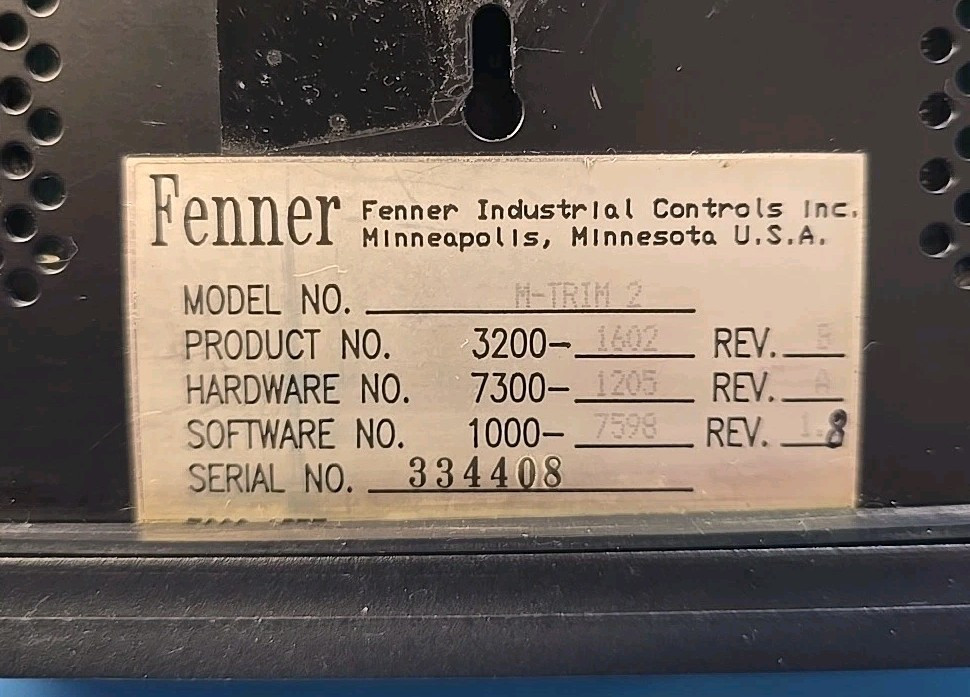 Fenner Fenner Industrial Controls Inc.
Minneapolis, Minnesota U.S.A.
MODEL NO. M-TRIM 2
PRODUCT NO. 3200-1602 REV. B
HARDWARE NO. 7300-1205 REV. A
SOFTWARE NO. 1000-7598 REV. 1.8
SERIAL NO. 334408